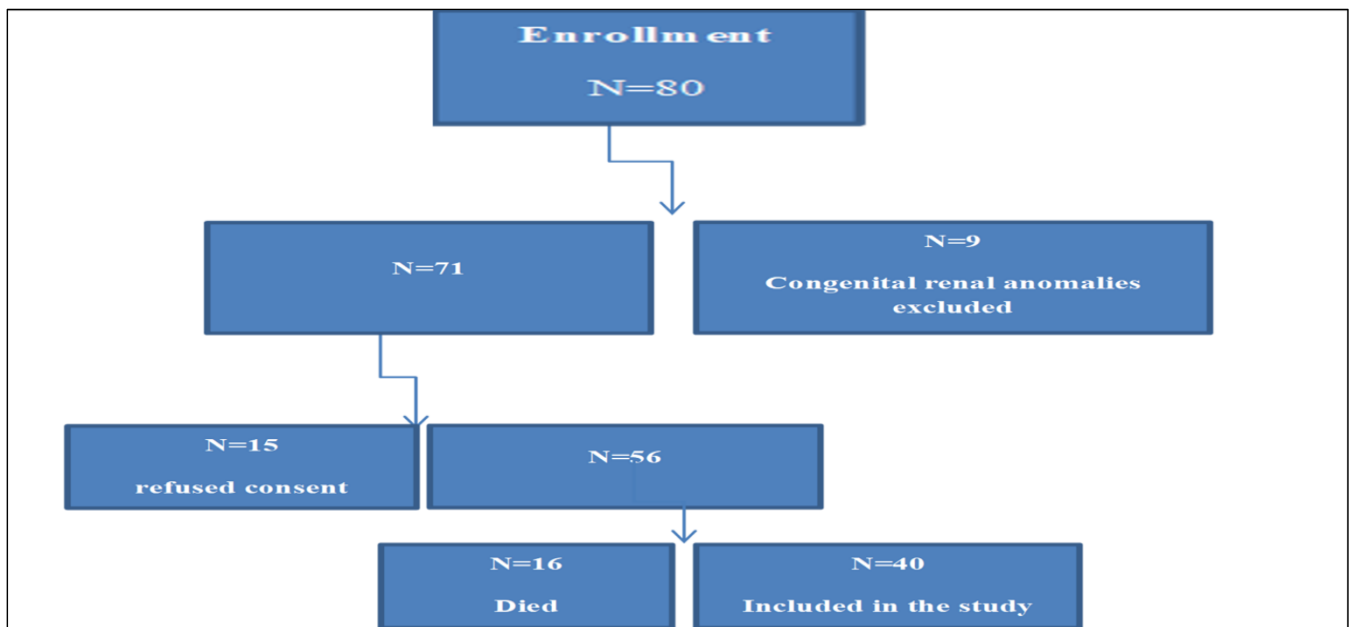 Enrollment
N=80
N=71
N=9
Congenital renal anomalies
excluded
N=15
refused consent
N=56
N=16
Died
N=40
Included in the study